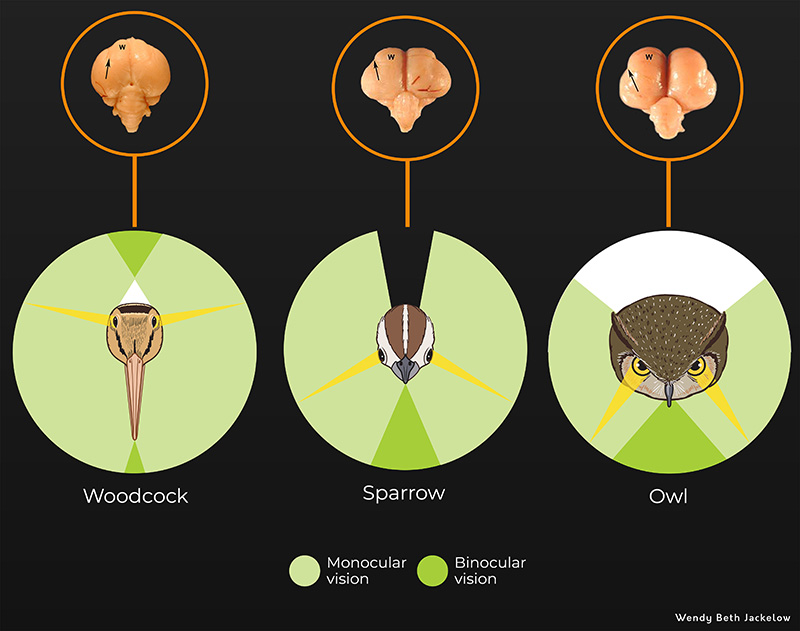 W
W
W
Woodcock
Sparrow
Owl
Monocular
vision
Binocular
vision
Wendy Beth Jackelow